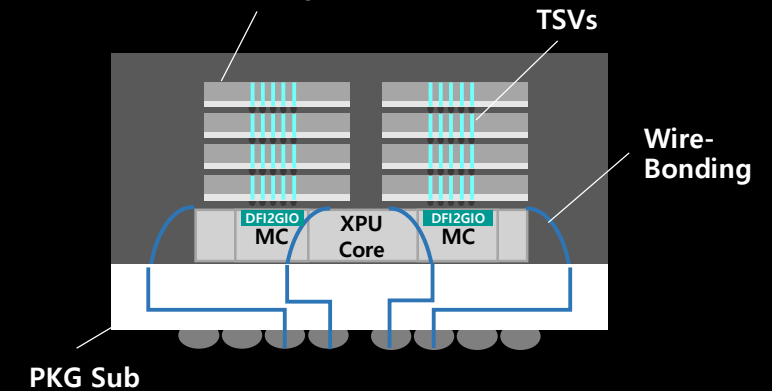 TSVs
Wire-
Bonding
DFI2GIO
MC
XPU
Core
DFI2GIO
MC
PKG Sub